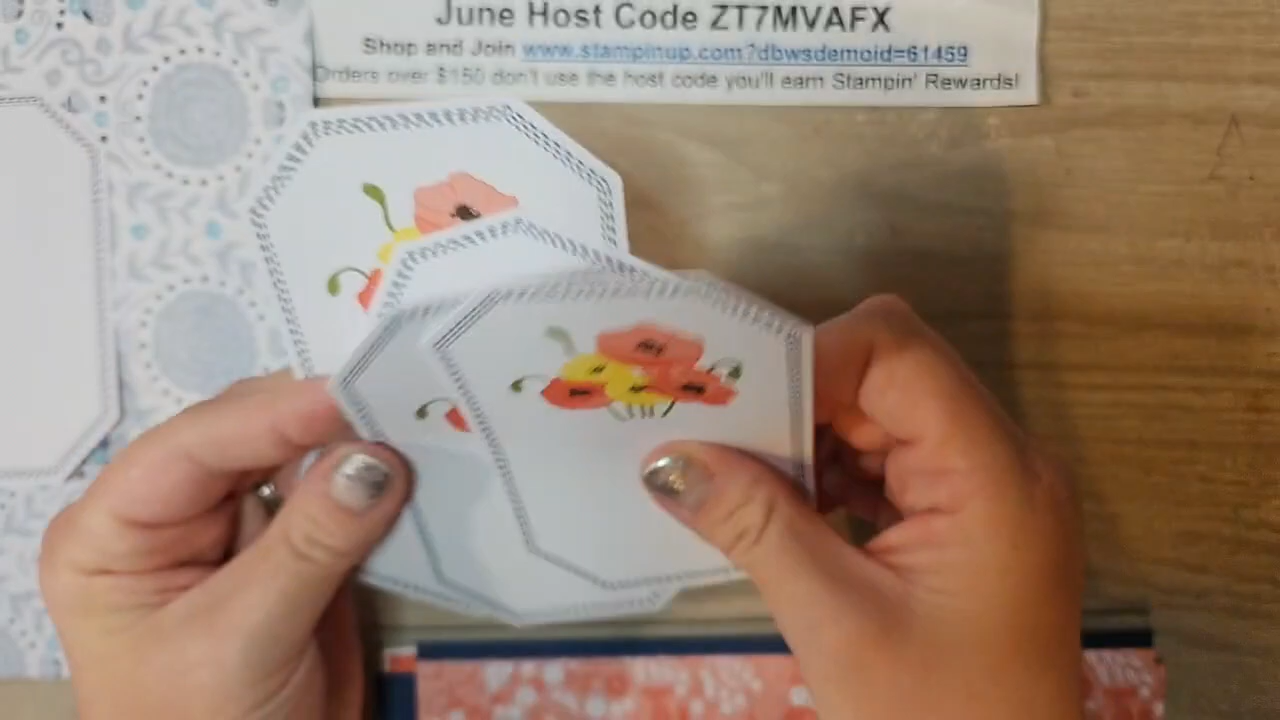 June Host Code ZT7MVAFX
Shop and Join www.stampinup.com?dbwsdemoid=61459
Orders over $150 don't use the host code you'll earn Stampin' Rewards!